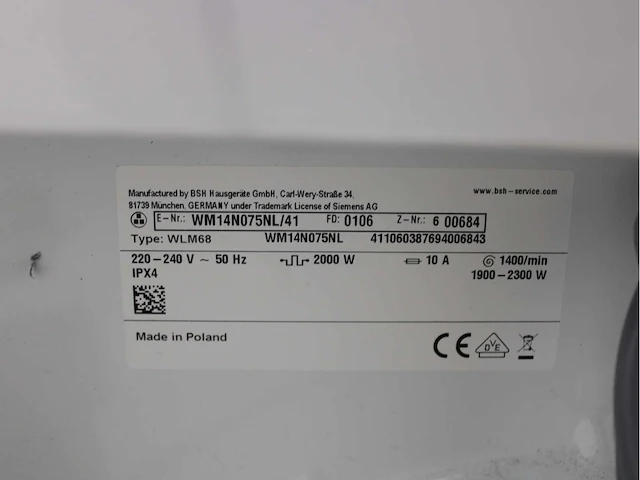 Manufactured by BSH Hausgeräte GmbH, Carl-Wery-Straße 34,
81739 München, GERMANY under Trademark License of Siemens AG
www.bsh-service.com
E-Nr.: WM14N075NL/41 FD: 0106 Z-Nr.: 6 00684
Type: WLM68 WM14N075NL 411060387694006843
220-240 V ~ 50 Hz 2000 W 10 A 1400/min
IPX4 1900-2300 W
Made in Poland
CE DVE